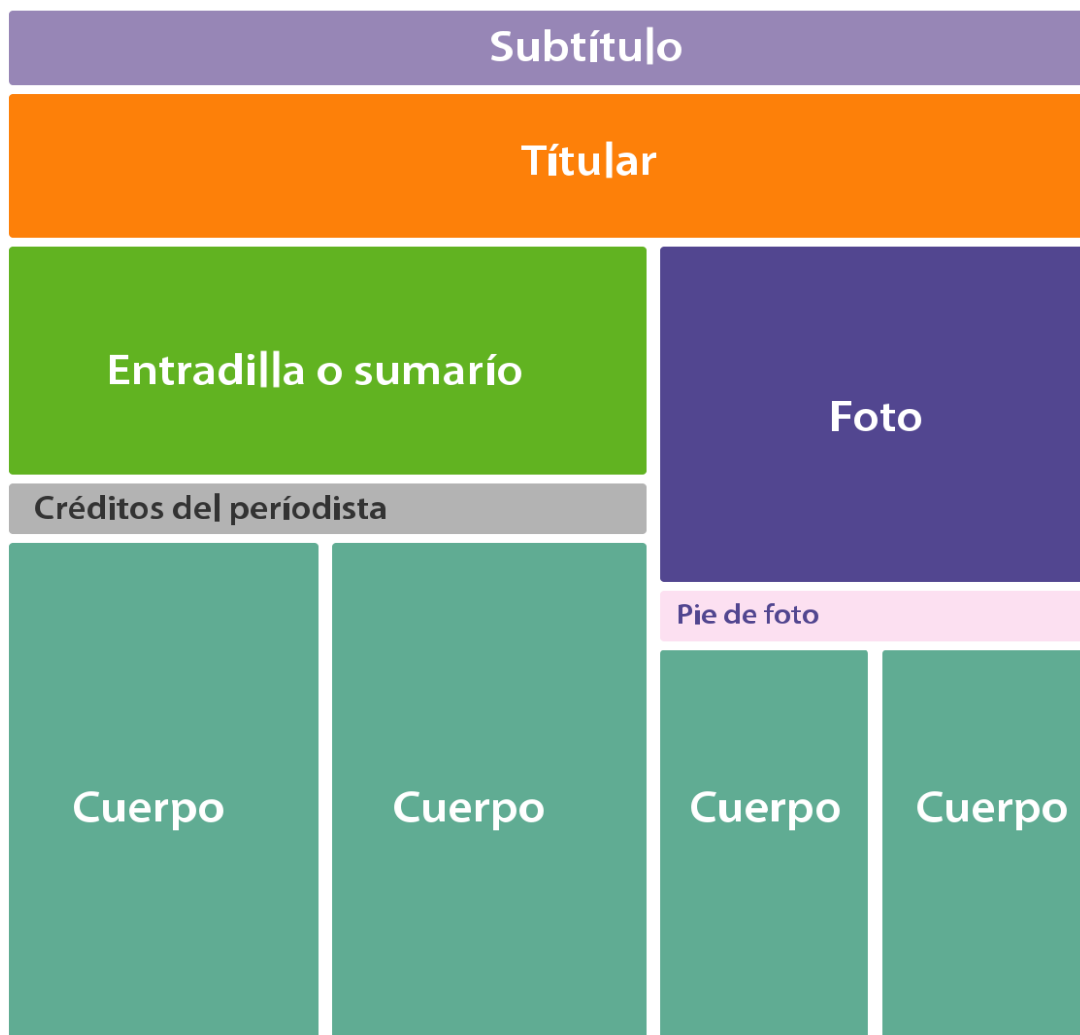 Subtítulo
Títular
Entradilla o sumarío
Foto
Créditos del períodista
Pie de foto
Cuerpo
Cuerpo
Cuerpo
Cuerpo